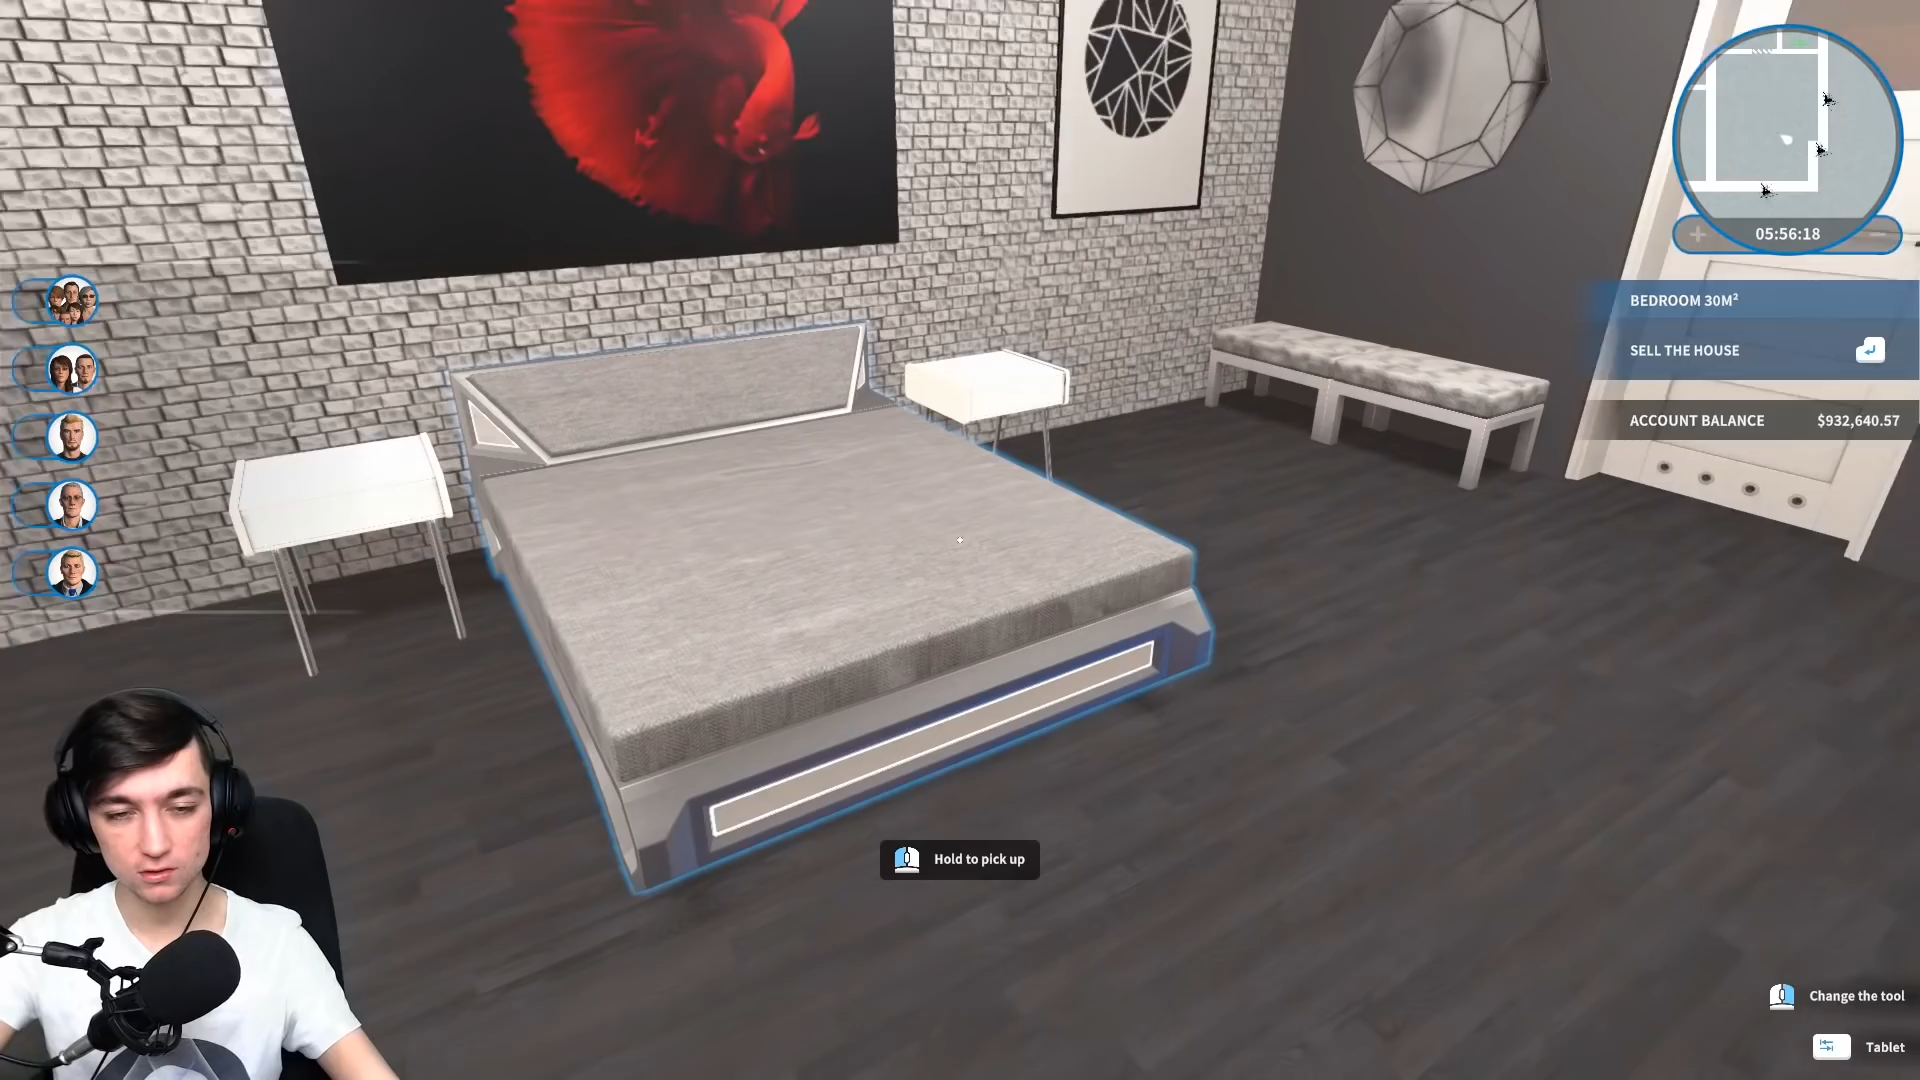 05:56:18
BEDROOM 30M²
SELL THE HOUSE
ACCOUNT BALANCE $932,640.57
Hold to pick up
Change the tool
Tablet